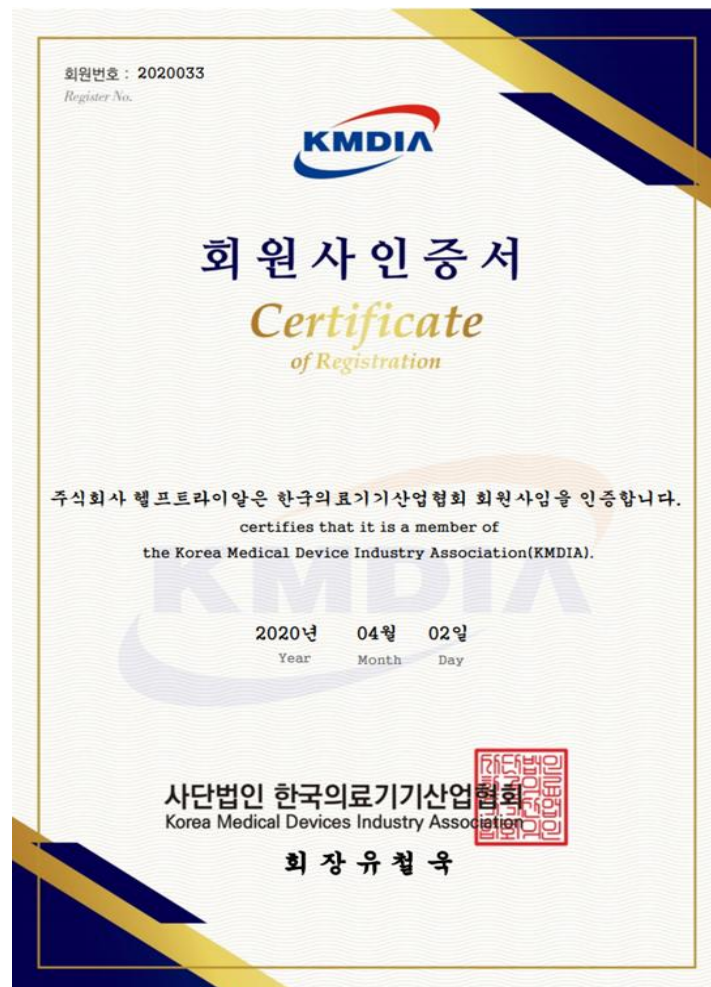 회원번호 : 2020033
Register No.
KMDIA
회원사인증서
Certificate
of Registration
주식회사 헬프트라이알은 한국의료기기산업협회 회원사임을 인증합니다.
certifies that it is a member of
the Korea Medical Device Industry Association(KMDIA).
KMDIA
2020년 04월 02일
Year Month Day
사단법인 한국의료기기산업협회
Korea Medical Devices Industry Association
회장유철욱